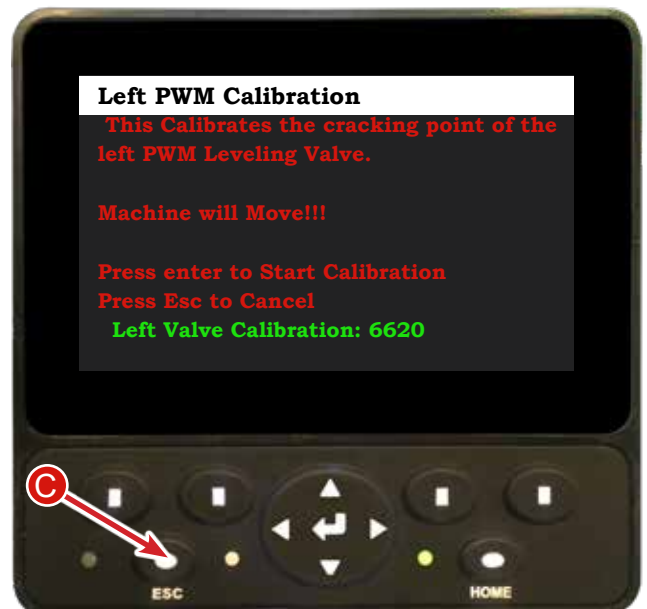 Left PWM Calibration
This Calibrates the cracking point of the
left PWM Leveling Valve.
Machine will Move!!!
Press enter to Start Calibration
Press Esc to Cancel
Left Valve Calibration: 6620
C
ESC
HOME